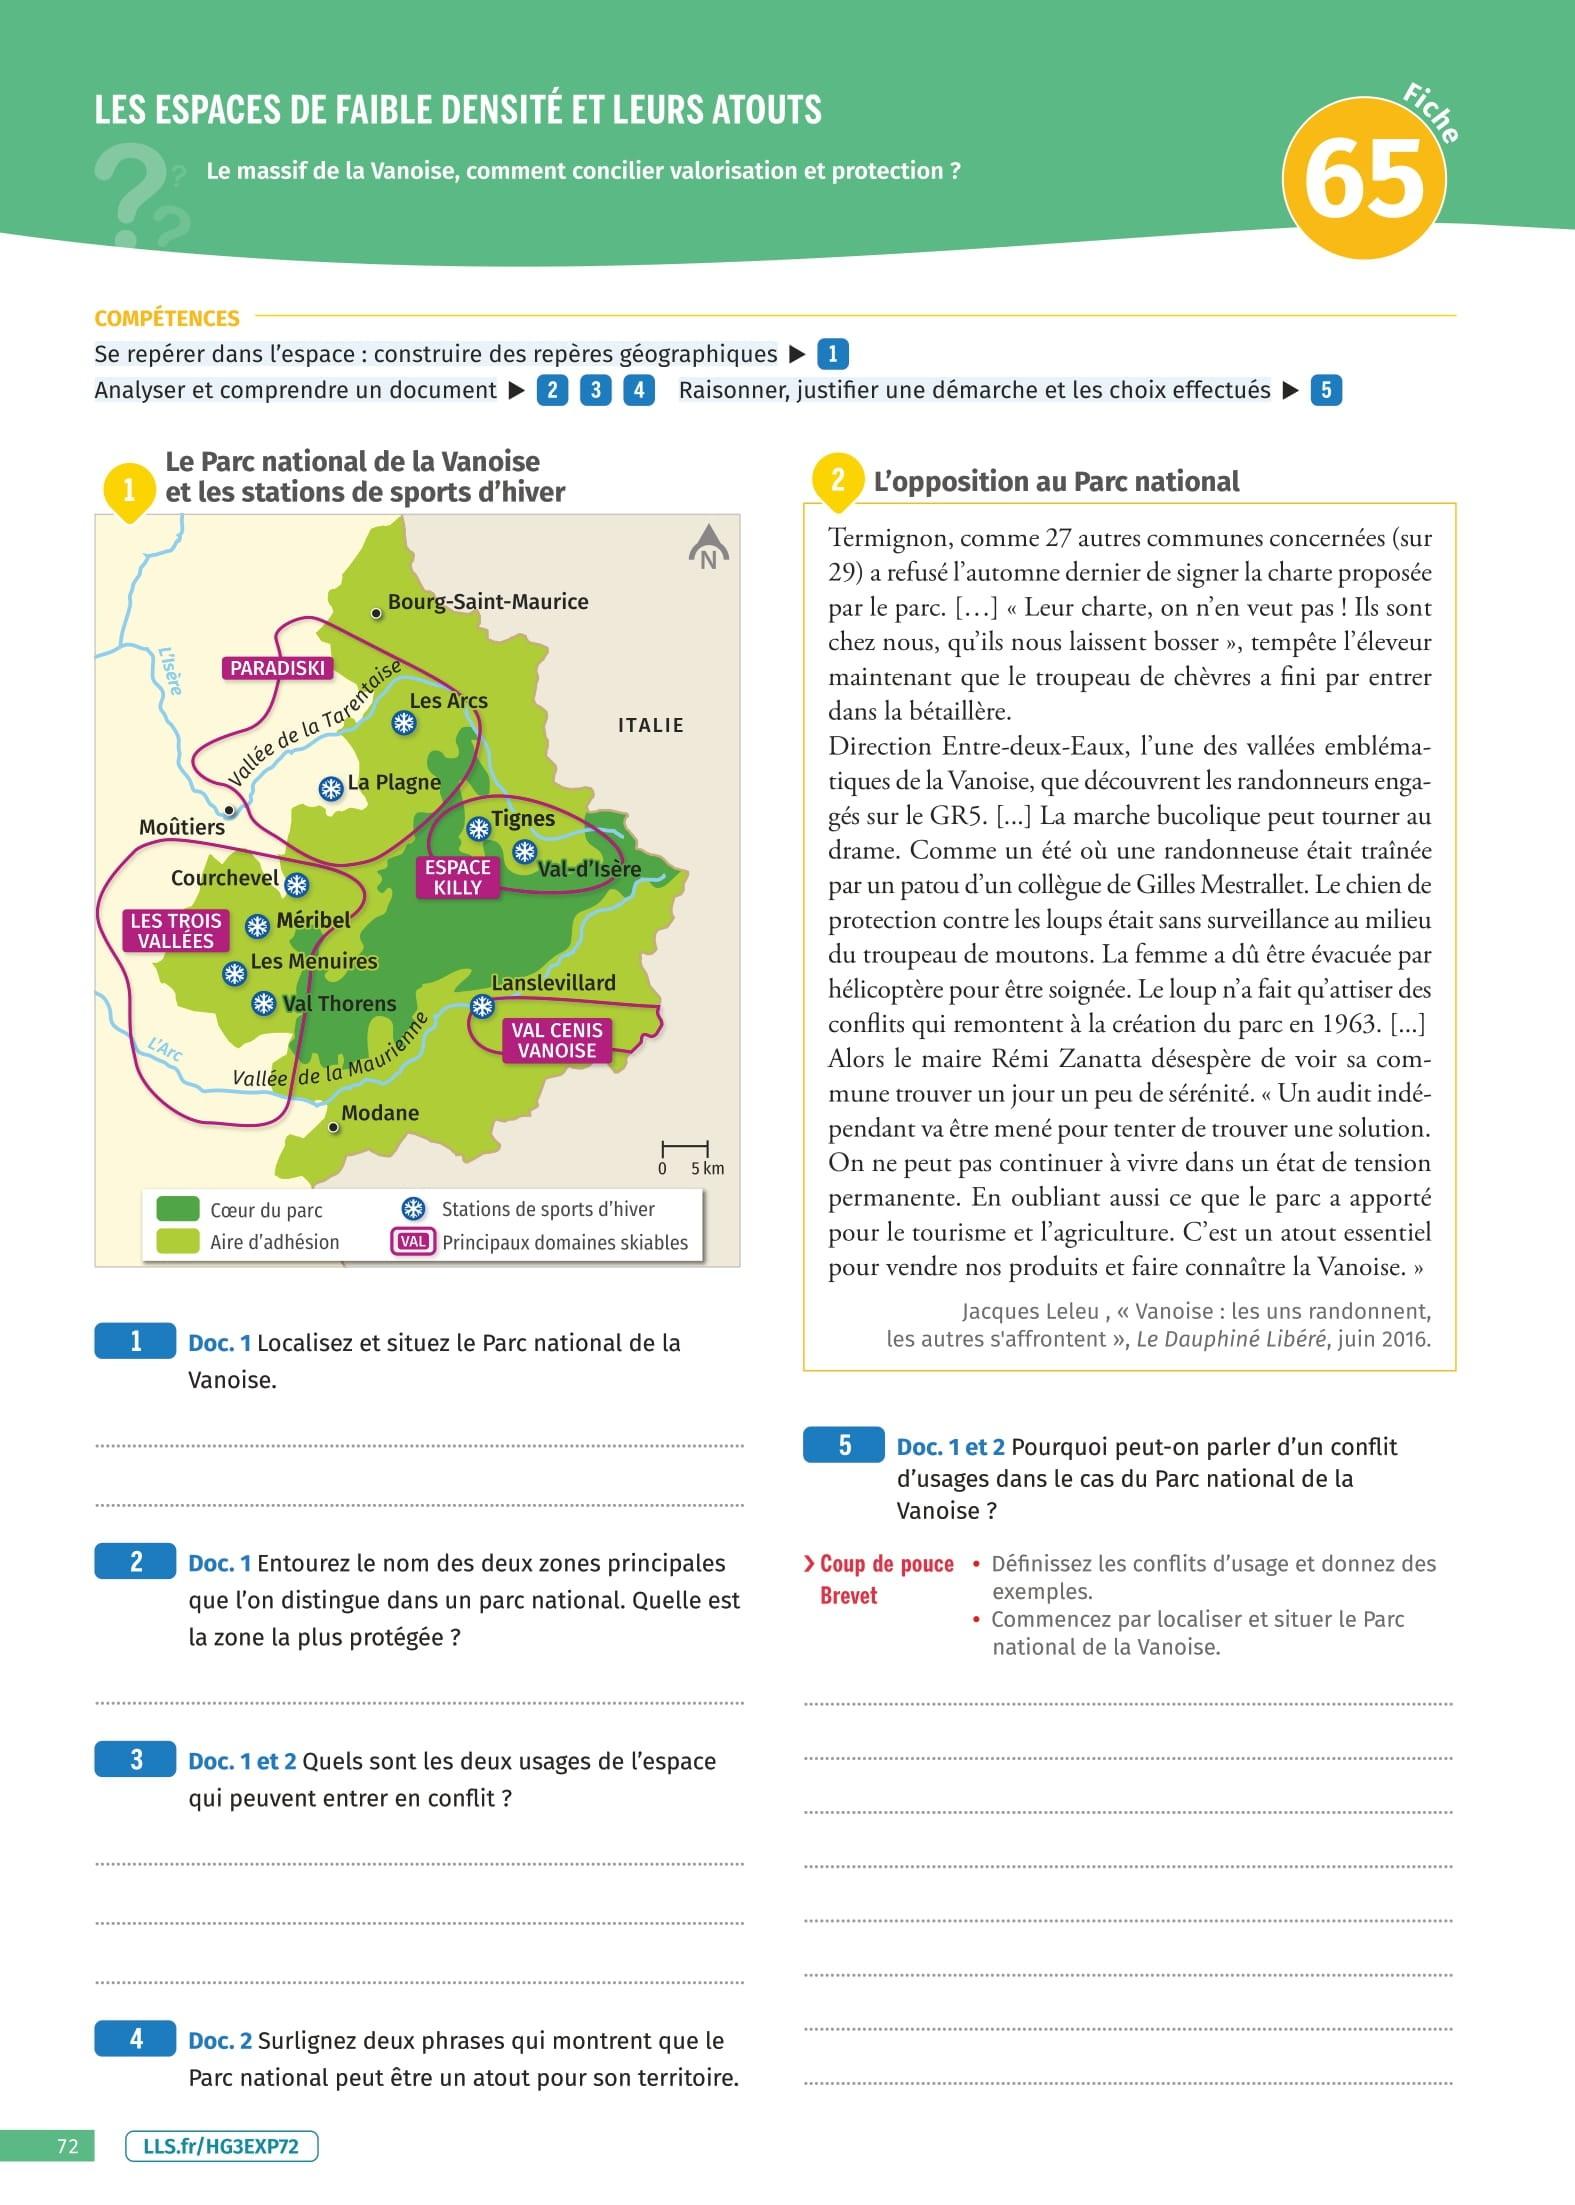 LES ESPACES DE FAIBLE DENSITÉ ET LEURS ATOUTS
Le massif de la Vanoise, comment concilier valorisation et protection ?
Fiche
65
COMPÉTENCES
Se repérer dans l'espace : construire des repères géographiques ▶ 1
Analyser et comprendre un document ▶ 2 3 4 Raisonner, justifier une démarche et les choix effectués ▶ 5
1
Le Parc national de la Vanoise
et les stations de sports d'hiver
N
Bourg-Saint-Maurice
L'Isère
PARADISKI
Vallée de la Tarentaise
Les Arcs
ITALIE
La Plagne
Moûtiers
Tignes
ESPACE
KILLY
Val-d'Isère
Courchevel
LES TROIS
VALLÉES
Méribel
Les Menuires
Val Thorens
Lanslevillard
VAL CENIS
VANOISE
L'Arc
Vallée de la Maurienne
Modane
0 5 km
Cœur du parc
Aire d'adhésion
Stations de sports d'hiver
VAL Principaux domaines skiables
2
L'opposition au Parc national
Termignon, comme 27 autres communes concernées (sur
29) a refusé l'automne dernier de signer la charte proposée
par le parc. […] « Leur charte, on n'en veut pas ! Ils sont
chez nous, qu'ils nous laissent bosser », tempête l'éleveur
maintenant que le troupeau de chèvres a fini par entrer
dans la bétaillère.
Direction Entre-deux-Eaux, l'une des vallées embléma-
tiques de la Vanoise, que découvrent les randonneurs enga-
gés sur le GR5. [...] La marche bucolique peut tourner au
drame. Comme un été où une randonneuse était traînée
par un patou d'un collègue de Gilles Mestrallet. Le chien de
protection contre les loups était sans surveillance au milieu
du troupeau de moutons. La femme a dû être évacuée par
hélicoptère pour être soignée. Le loup n'a fait qu'attiser des
conflits qui remontent à la création du parc en 1963. [...]
Alors le maire Rémi Zanatta désespère de voir sa com-
mune trouver un jour un peu de sérénité. « Un audit indé-
pendant va être mené pour tenter de trouver une solution.
On ne peut pas continuer à vivre dans un état de tension
permanente. En oubliant aussi ce que le parc a apporté
pour le tourisme et l'agriculture. C'est un atout essentiel
pour vendre nos produits et faire connaître la Vanoise. »
Jacques Leleu , « Vanoise : les uns randonnent,
les autres s'affrontent », Le Dauphiné Libéré, juin 2016.
1 Doc. 1 Localisez et situez le Parc national de la
Vanoise.
2 Doc. 1 Entourez le nom des deux zones principales
que l'on distingue dans un parc national. Quelle est
la zone la plus protégée ?
3 Doc. 1 et 2 Quels sont les deux usages de l'espace
qui peuvent entrer en conflit ?
4 Doc. 2 Surlignez deux phrases qui montrent que le
Parc national peut être un atout pour son territoire.
5 Doc. 1 et 2 Pourquoi peut-on parler d'un conflit
d'usages dans le cas du Parc national de la
Vanoise ?
Coup de pouce
Brevet
• Définissez les conflits d'usage et donnez des
exemples.
• Commencez par localiser et situer le Parc
national de la Vanoise.
72
LLS.fr/HG3EXP72